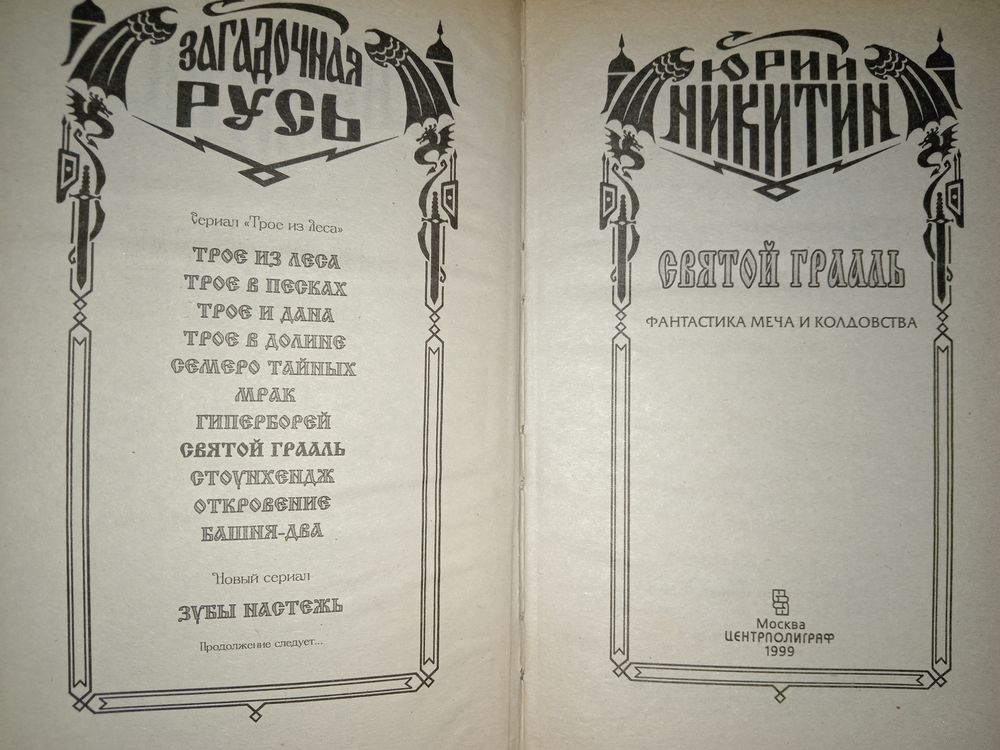 ЗАГАДОЧНАЯ
РУСЬ
Сериал «Трое из леса»
ТРОЕ ИЗ ЛЕСА
ТРОЕ В ПЕСКАХ
ТРОЕ И ДАНА
ТРОЕ В ДОЛИНЕ
СЕМЕРО ТАЙНЫХ
МРАК
ГИПЕРБОРЕЙ
СВЯТОЙ ГРААЛЬ
СТОУНХЕНДЖ
ОТКРОВЕНИЕ
БАШНЯ-ДВА
Новый сериал
ЗУБЫ НАСТЕЖЬ
Продолжение следует...
ЮРИЙ
НИКИТИН
СВЯТОЙ ГРААЛЬ
ФАНТАСТИКА МЕЧА И КОЛДОВСТВА
Москва
ЦЕНТРПОЛИГРАФ
1999